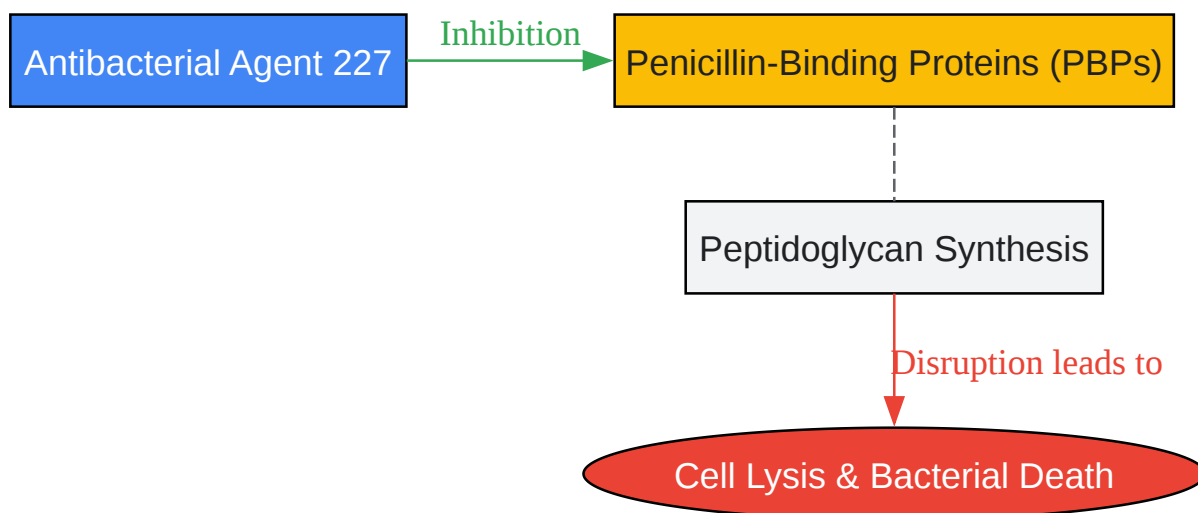 Antibacterial Agent 227
Inhibition
Penicillin-Binding Proteins (PBPs)
Peptidoglycan Synthesis
Disruption leads to
Cell Lysis & Bacterial Death